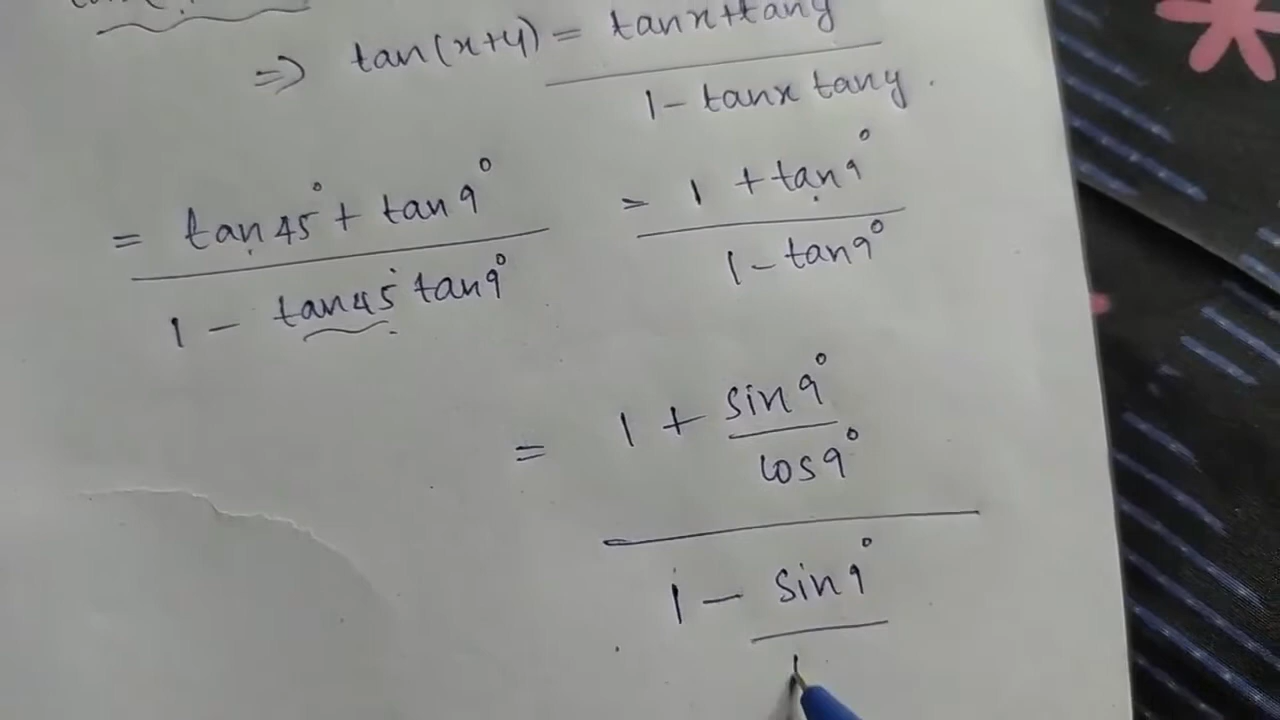 ⇒ tan(x+y) = tanx+tany
1 - tanx tany.
= tan45° + tan9°
1 - tan45° tan9°
= 1 + tan9°
1 - tan9°
= 1 + sin9°
cos9°
1 - sin9°